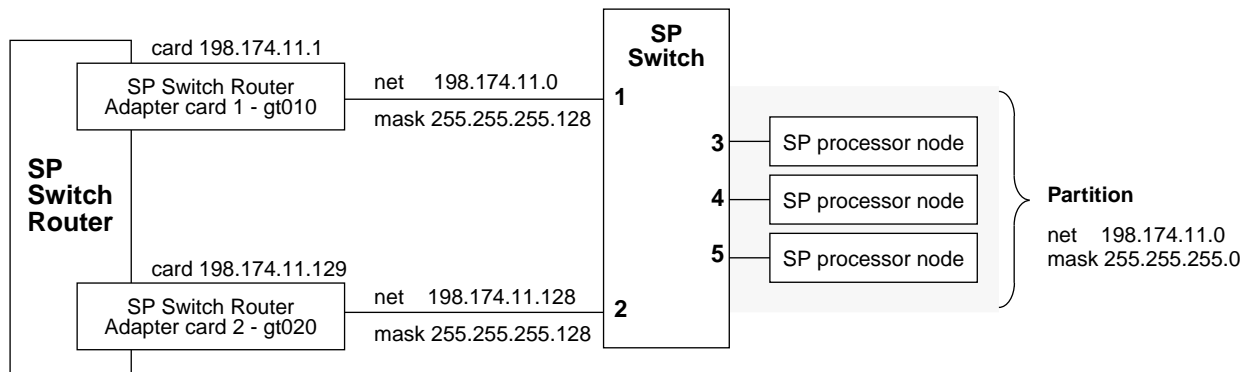 SP
Switch
Router
card 198.174.11.1
SP Switch Router
Adapter card 1 - gt010
net 198.174.11.0
mask 255.255.255.128
card 198.174.11.129
SP Switch Router
Adapter card 2 - gt020
net 198.174.11.128
mask 255.255.255.128
SP
Switch
1
2
3
4
5
SP processor node
SP processor node
SP processor node
Partition
net 198.174.11.0
mask 255.255.255.0